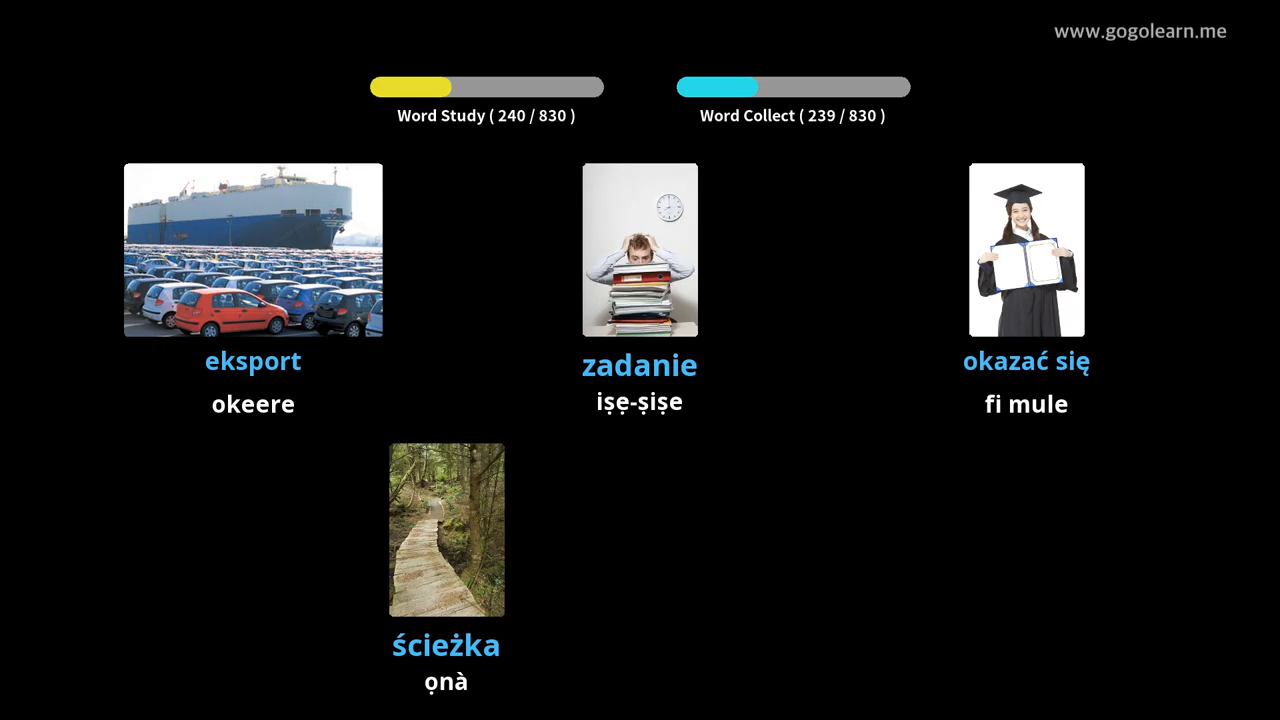 www.gogolearn.me
Word Study ( 240 / 830 )
Word Collect ( 239 / 830 )
eksport
okeere
zadanie
iṣẹ-ṣiṣe
okazać się
fi mule
ścieżka
ọnà